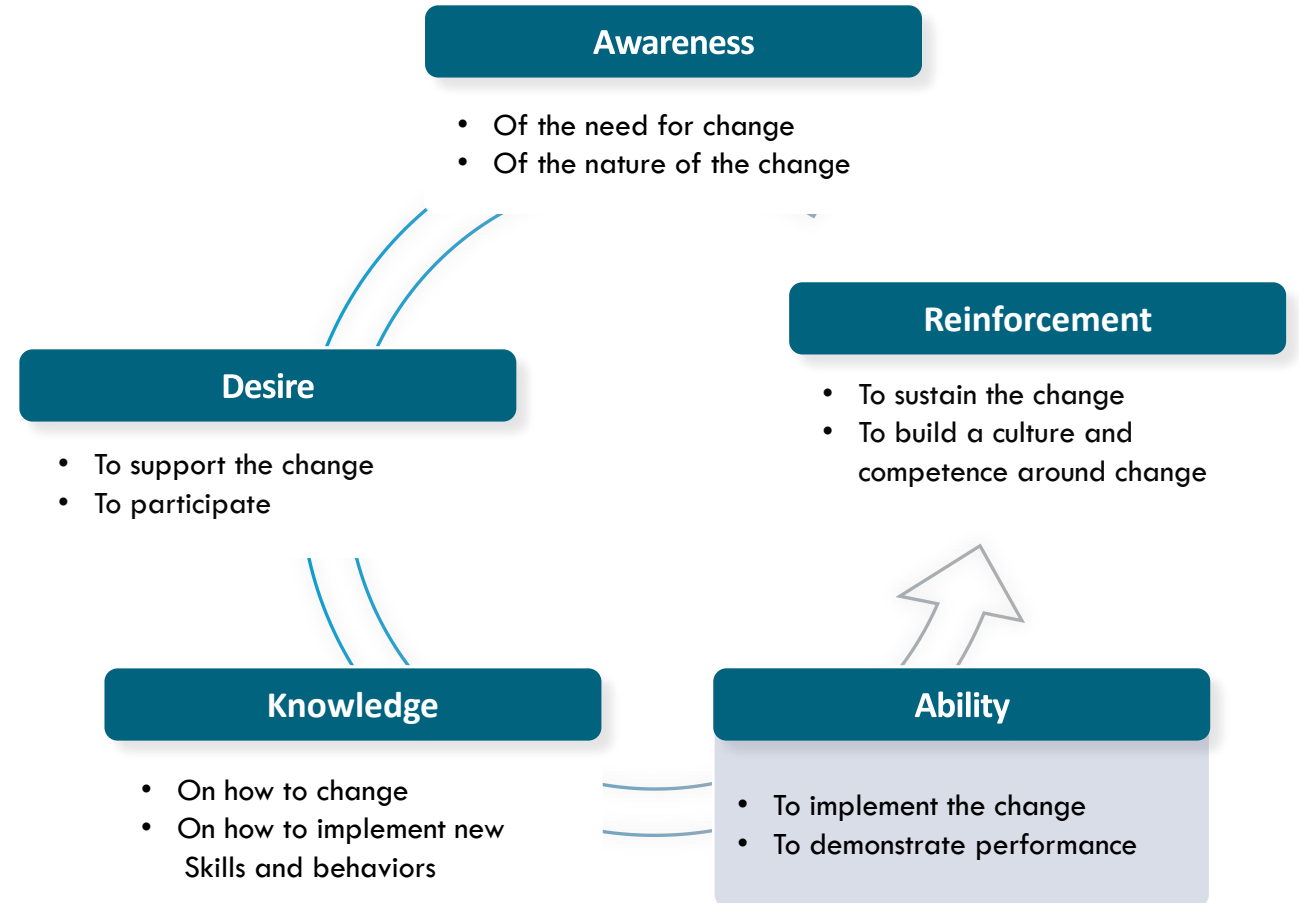 Awareness
• Of the need for change
• Of the nature of the change
Desire
• To support the change
• To participate
Knowledge
• On how to change
• On how to implement new
Skills and behaviors
Ability
• To implement the change
• To demonstrate performance
Reinforcement
• To sustain the change
• To build a culture and
competence around change